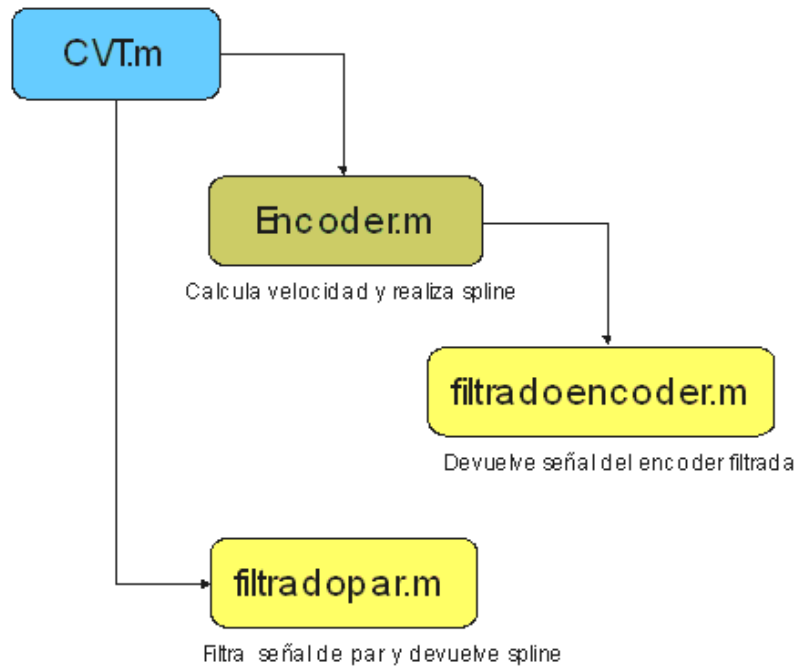 CVT.m
Encoder.m
Calcula velocidad y realiza spline
filtradoencoder.m
Devuelve señal del encoder filtrada
filtradopar.m
Filtra señal de par y devuelve spline